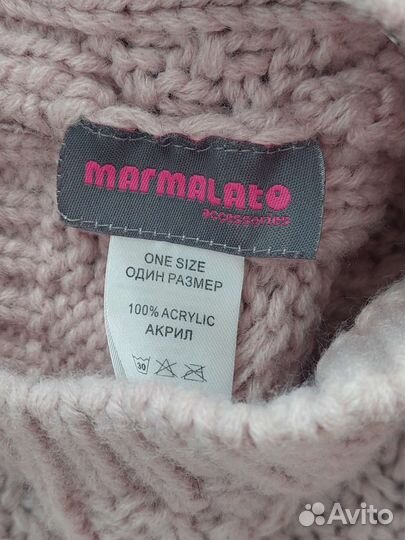 marmalato
accessories
ONE SIZE
ОДИН РАЗМЕР
100% ACRYLIC
АКРИЛ
30
Avito